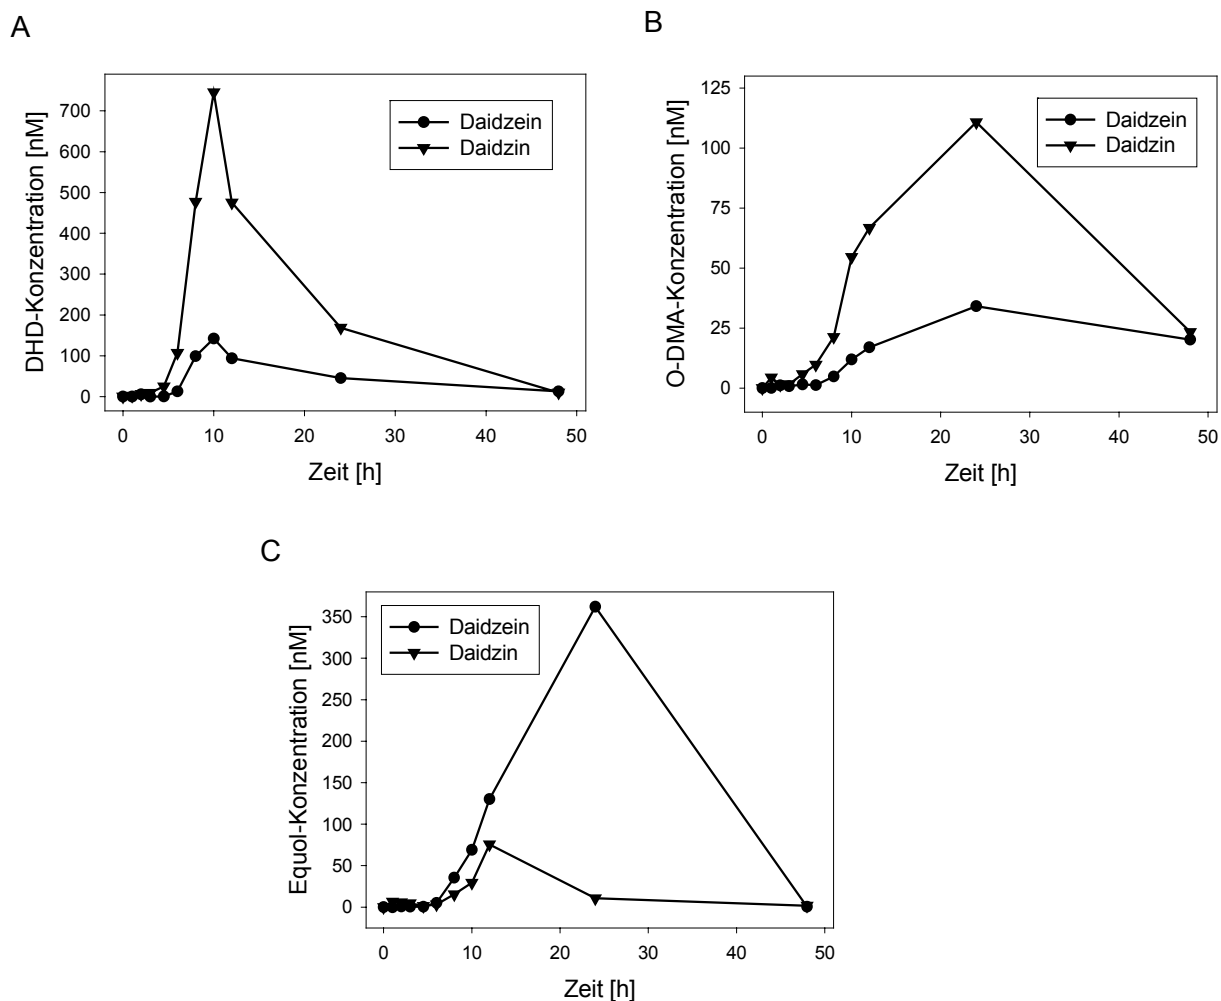 A
DHD-Konzentration [nM]
700
600
500
400
300
200
100
0
0 10 20 30 40 50
Zeit [h]
Daidzein
Daidzin
B
O-DMA-Konzentration [nM]
125
100
75
50
25
0
0 10 20 30 40 50
Zeit [h]
Daidzein
Daidzin
C
Equol-Konzentration [nM]
350
300
250
200
150
100
50
0
0 10 20 30 40 50
Zeit [h]
Daidzein
Daidzin